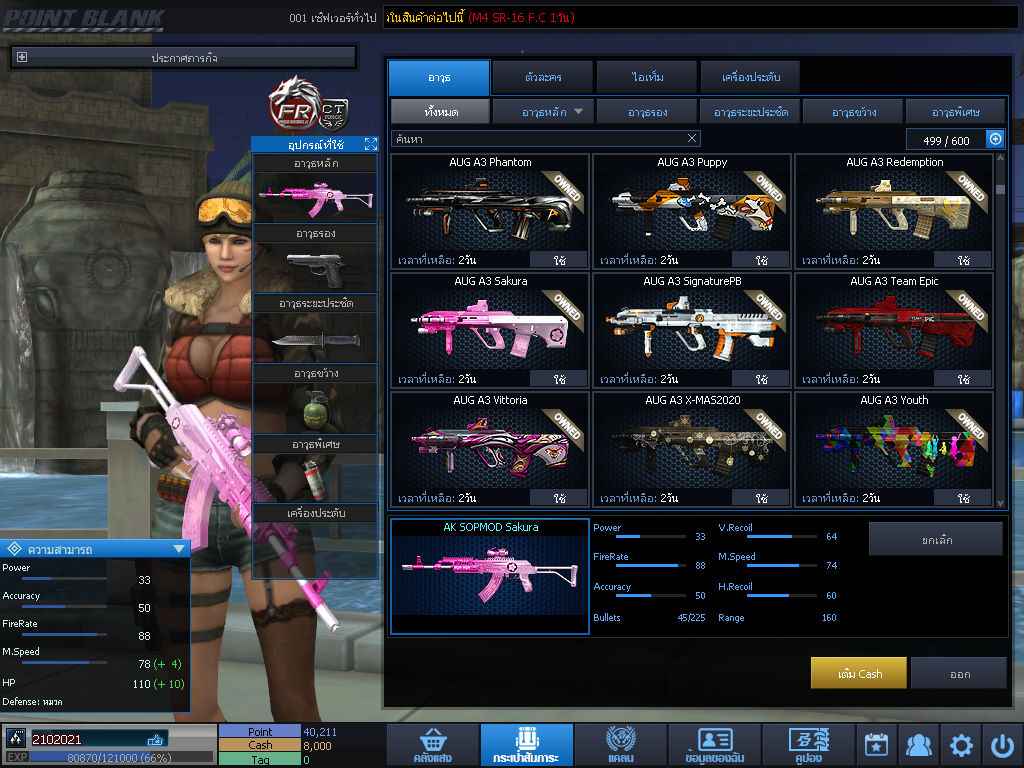 POINT BLANK
001 เซิฟเวอร์ทั่วไป
งในสินค้าต่อไปนี้ (M4 SR-16 F.C 1วัน)
ประกาศภารกิจ
FR
CT
FORCE
อุปกรณ์ที่ใช้
อาวุธหลัก
อาวุธรอง
อาวุธระยะประชิด
อาวุธขว้าง
อาวุธพิเศษ
เครื่องประดับ
อาวุธ
ตัวละคร
ไอเท็ม
เครื่องประดับ
ทั้งหมด
อาวุธหลัก
อาวุธรอง
อาวุธระยะประชิด
อาวุธขว้าง
อาวุธพิเศษ
ค้นหา
499 / 600
AUG A3 Phantom
OWNED
เวลาที่เหลือ: 2วัน
ใช้
AUG A3 Puppy
OWNED
เวลาที่เหลือ: 2วัน
ใช้
AUG A3 Redemption
OWNED
เวลาที่เหลือ: 2วัน
ใช้
AUG A3 Sakura
OWNED
เวลาที่เหลือ: 2วัน
ใช้
AUG A3 SignaturePB
OWNED
เวลาที่เหลือ: 2วัน
ใช้
AUG A3 Team Epic
OWNED
เวลาที่เหลือ: 2วัน
ใช้
AUG A3 Vittoria
OWNED
เวลาที่เหลือ: 2วัน
ใช้
AUG A3 X-MAS2020
OWNED
เวลาที่เหลือ: 2วัน
ใช้
AUG A3 Youth
OWNED
เวลาที่เหลือ: 2วัน
ใช้
AK SOPMOD Sakura
Power 33
FireRate 88
Accuracy 50
Bullets 45/225
V.Recoil 64
M.Speed 74
H.Recoil 60
Range 160
ยกเลิก
เติม Cash
ออก
ความสามารถ
Power 33
Accuracy 50
FireRate 88
M.Speed 78 (+ 4)
HP 110 (+ 10)
Defense: หมวก
2102021
EXP 80870/121000 (66%)
Point 40,211
Cash 8,000
Tag 0
คลังแสง
กระเป๋าสัมภาระ
แคลน
ข้อมูลของฉัน
คูปอง